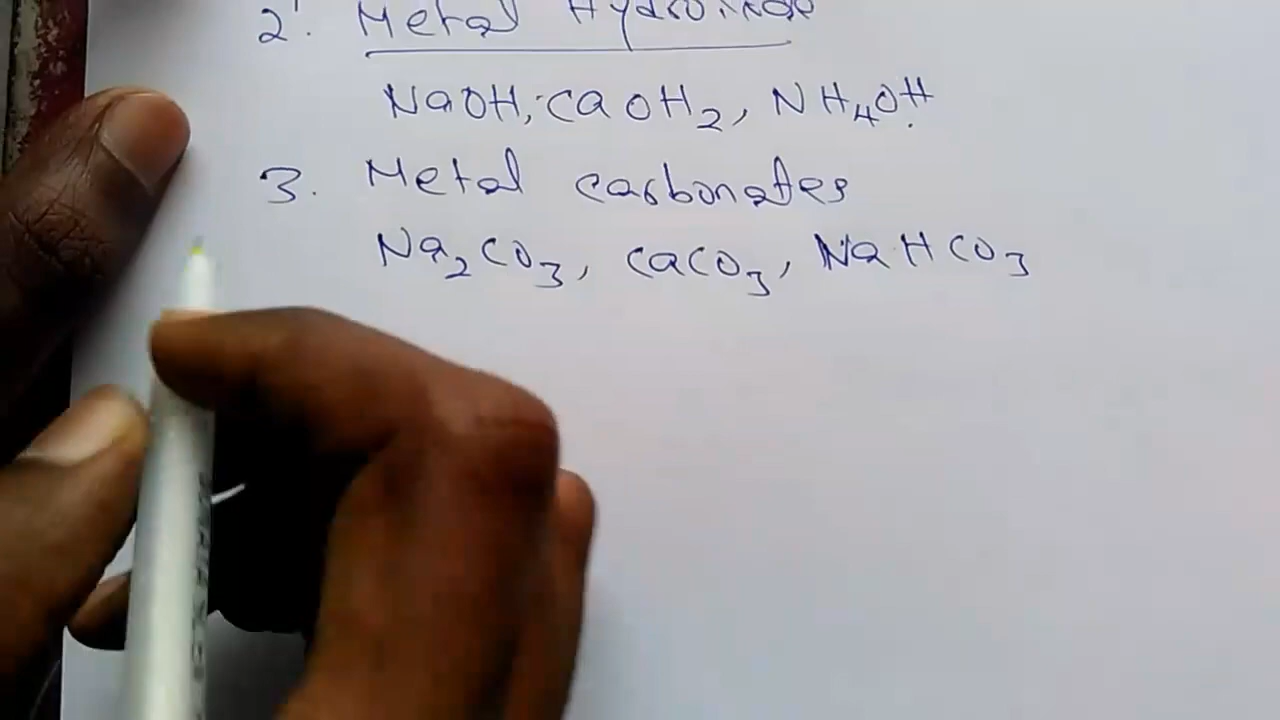 2. Metal Hydroxide
NaOH, CaOH₂, NH₄OH
3. Metal carbonates
Na₂CO₃, CaCO₃, NaHCO₃